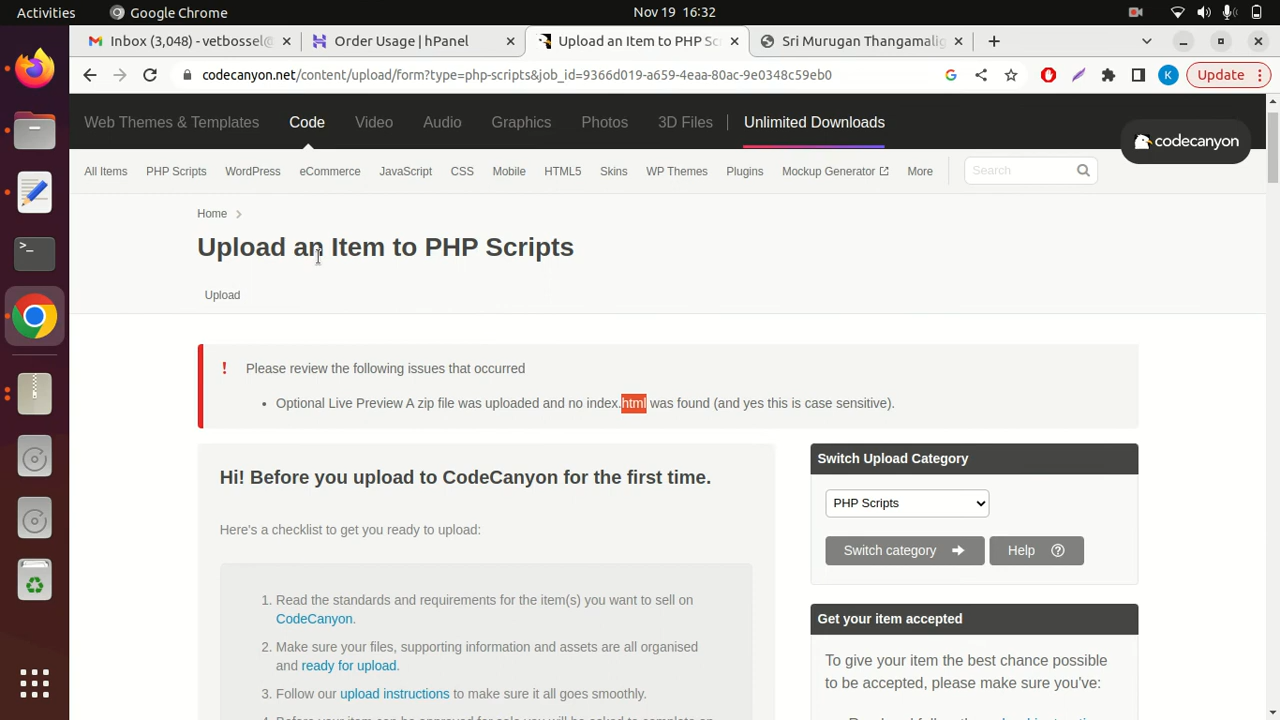 Activities
Google Chrome
Nov 19 16:32
Inbox (3,048) - vetbossel@
Order Usage | hPanel
Upload an Item to PHP Scr
Sri Murugan Thangamalig
codecanyon.net/content/upload/form?type=php-scripts&job_id=9366d019-a659-4eaa-80ac-9e0348c59eb0
K
Update
Web Themes & Templates
Code
Video
Audio
Graphics
Photos
3D Files
Unlimited Downloads
codecanyon
All Items
PHP Scripts
WordPress
eCommerce
JavaScript
CSS
Mobile
HTML5
Skins
WP Themes
Plugins
Mockup Generator
More
Search
Home
Upload an Item to PHP Scripts
Upload
! Please review the following issues that occurred
• Optional Live Preview A zip file was uploaded and no index.html was found (and yes this is case sensitive).
Hi! Before you upload to CodeCanyon for the first time.
Here's a checklist to get you ready to upload:
1. Read the standards and requirements for the item(s) you want to sell on
CodeCanyon.
2. Make sure your files, supporting information and assets are all organised
and ready for upload.
3. Follow our upload instructions to make sure it all goes smoothly.
Switch Upload Category
PHP Scripts
Switch category
Help
Get your item accepted
To give your item the best chance possible
to be accepted, please make sure you've: